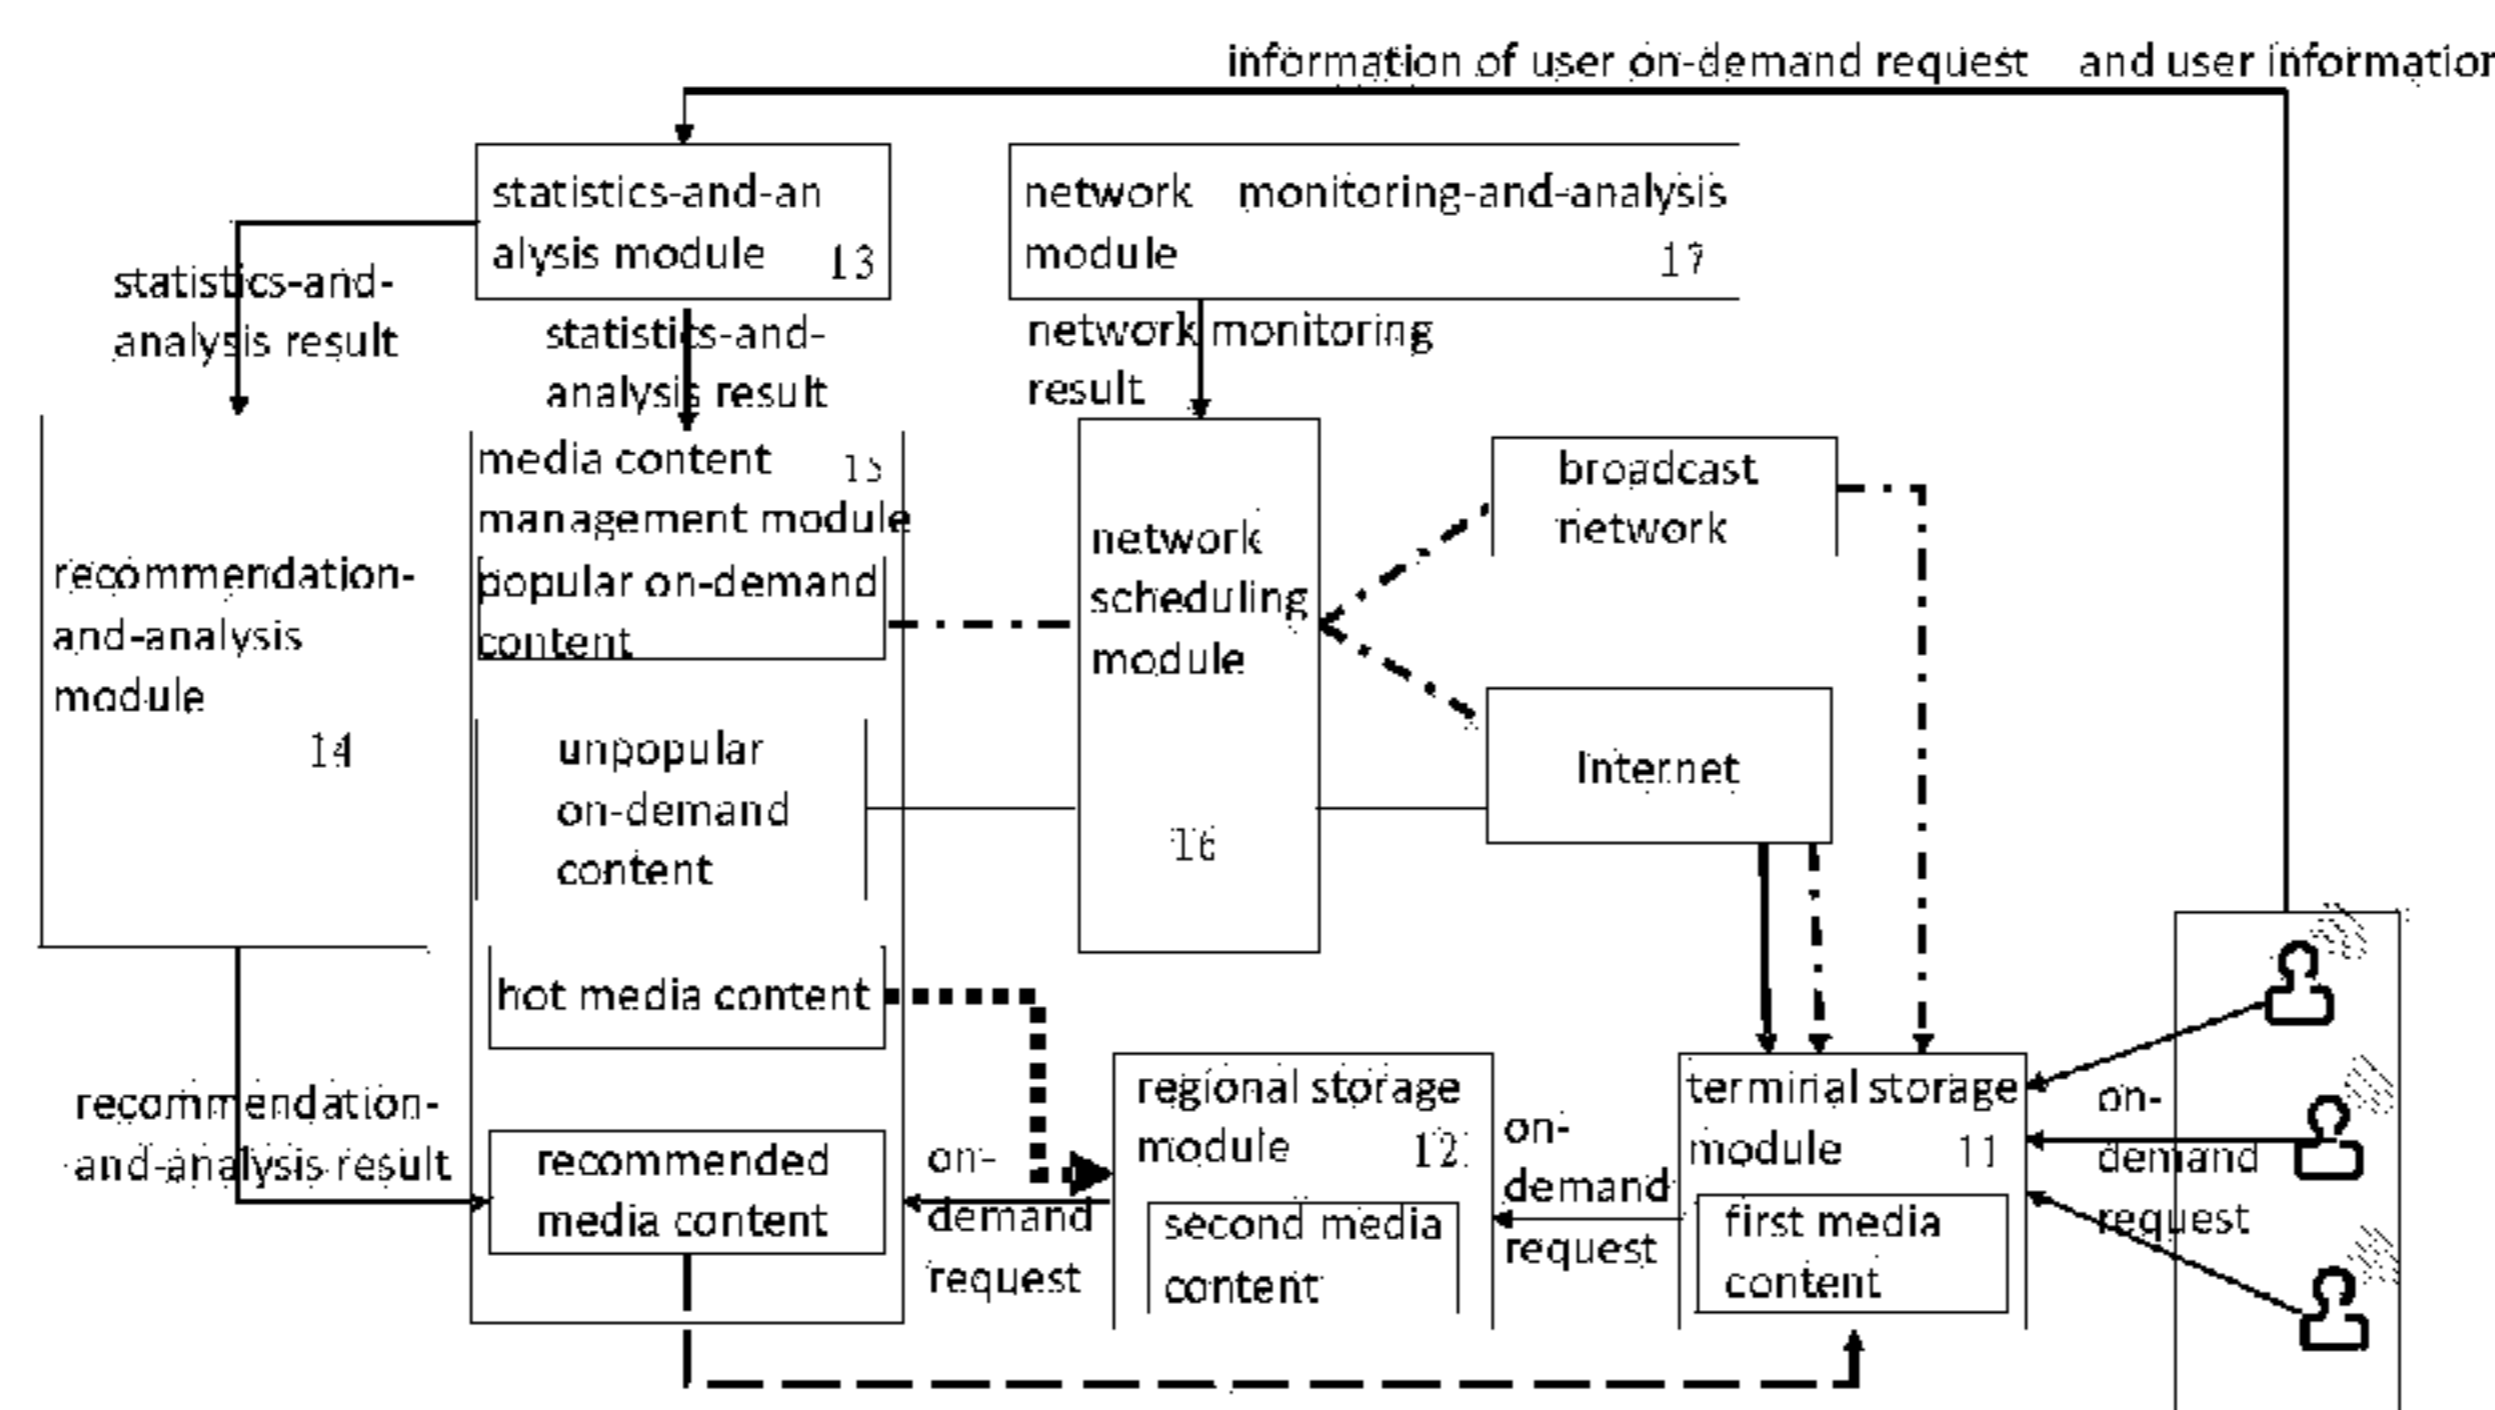 information of user on-demand request and user information
statistics-and-an
alysis module 13
network monitoring-and-analysis
module 17
statistics-and-
analysis result
statistics-and-
analysis result
network monitoring
result
media content 15
management module
popular on-demand
content
unpopular
on-demand
content
hot media content
recommended
media content
recommendation-
and-analysis
module
14
recommendation-
and-analysis result
network
scheduling
module
16
broadcast
network
Internet
on-
demand
request
regional storage
module 12
second media
content
on-
demand
request
terminal storage
module 11
first media
content
on-
demand
request